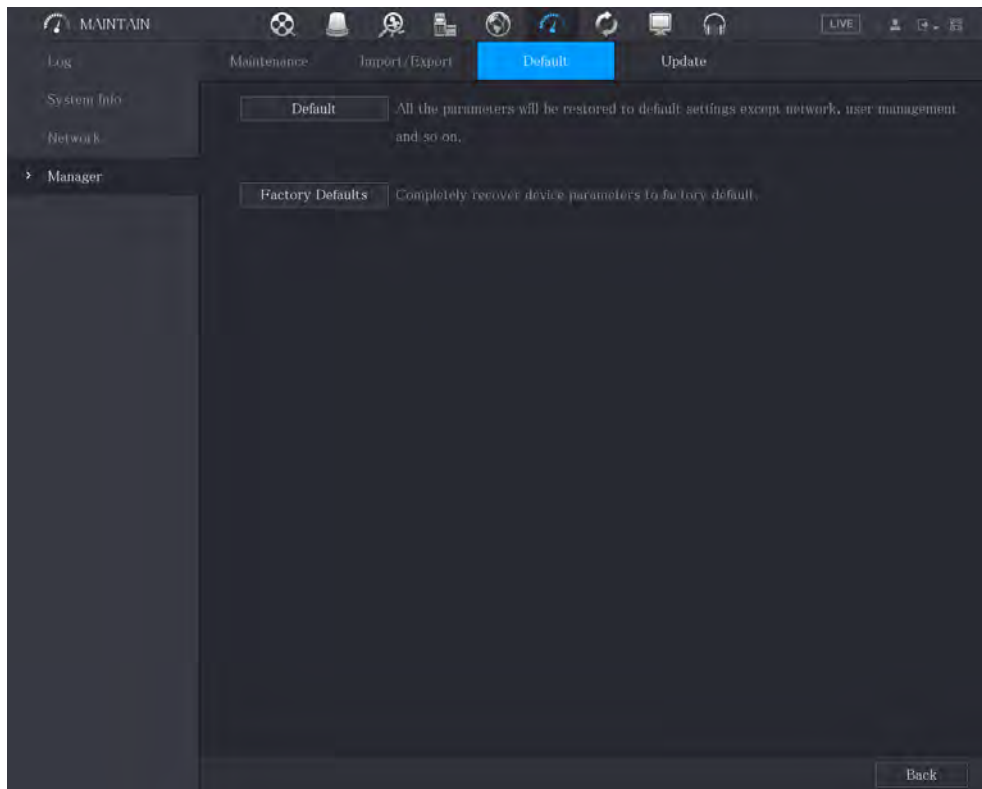 MAINTAIN
LIVE
Log
Maintenance Import/Export Default Update
System Info
Default All the parameters will be restored to default settings except network, user management
and so on.
Network
Manager
Factory Defaults Completely recover device parameters to factory default.
Back